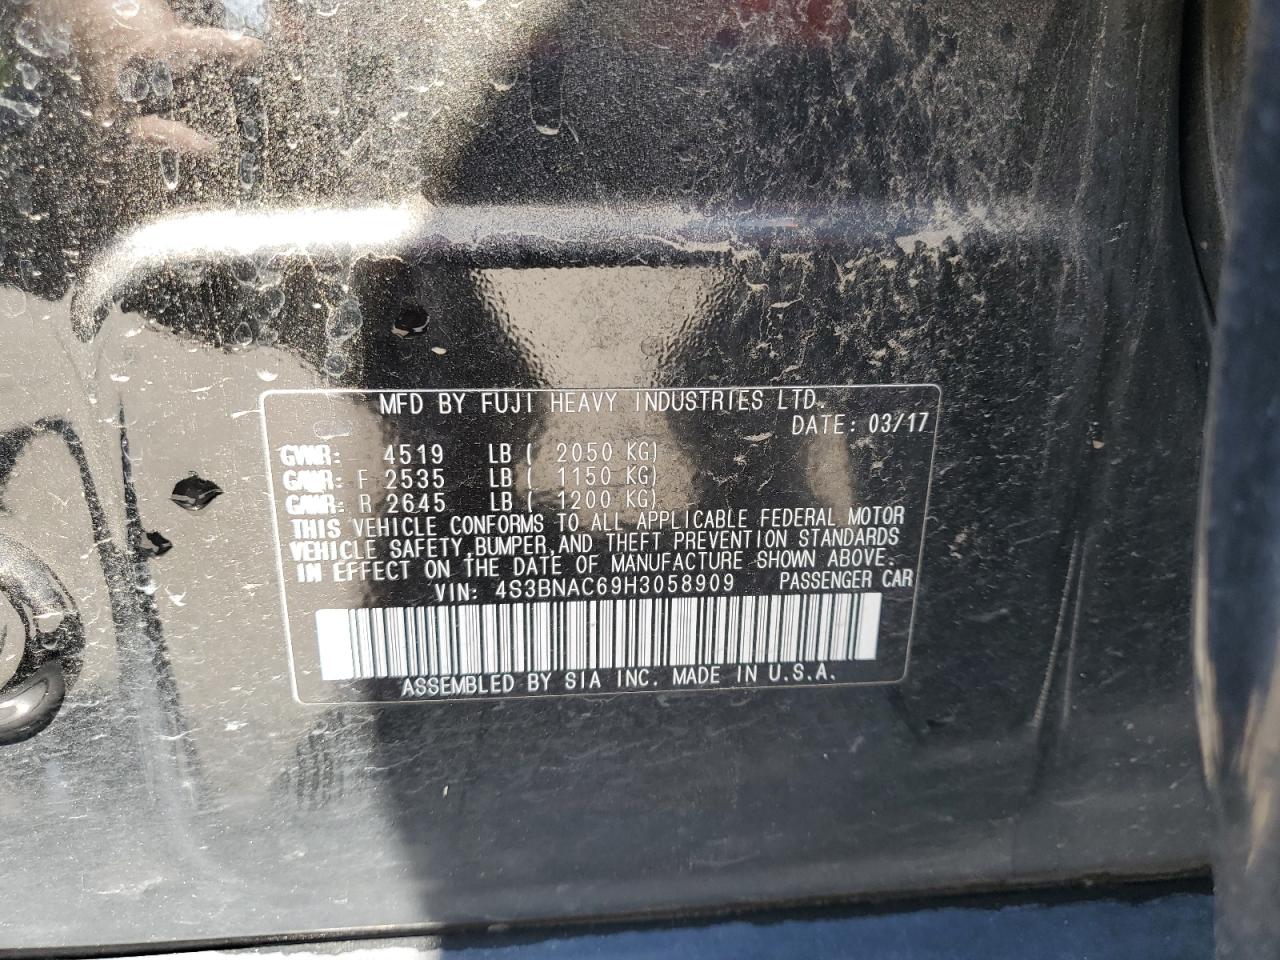 MFD BY FUJI HEAVY INDUSTRIES LTD.
DATE: 03/17
GVWR: 4519 LB ( 2050 KG)
GAWR: F 2535 LB ( 1150 KG)
GAWR: R 2645 LB ( 1200 KG)
THIS VEHICLE CONFORMS TO ALL APPLICABLE FEDERAL MOTOR
VEHICLE SAFETY,BUMPER,AND THEFT PREVENTION STANDARDS
IN EFFECT ON THE DATE OF MANUFACTURE SHOWN ABOVE.
VIN: 4S3BNAC69H3058909 PASSENGER CAR
ASSEMBLED BY SIA INC. MADE IN U.S.A.